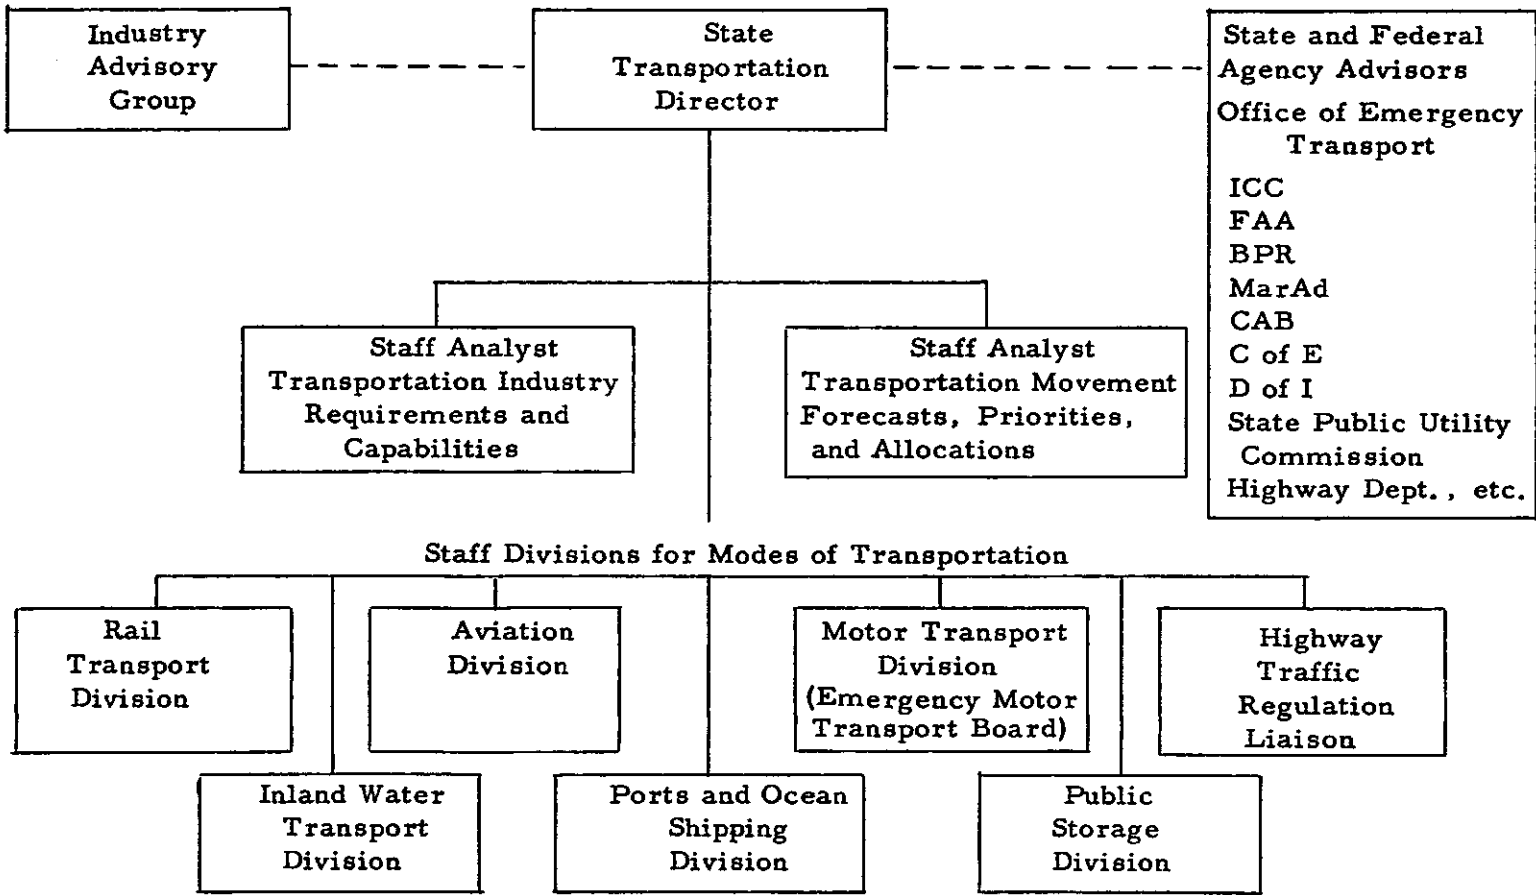 Industry
Advisory
Group
State
Transportation
Director
State and Federal
Agency Advisors
Office of Emergency
Transport
ICC
FAA
BPR
MarAd
CAB
C of E
D of I
State Public Utility
Commission
Highway Dept., etc.
Staff Analyst
Transportation Industry
Requirements and
Capabilities
Staff Analyst
Transportation Movement
Forecasts, Priorities,
and Allocations
Staff Divisions for Modes of Transportation
Rail
Transport
Division
Aviation
Division
Motor Transport
Division
(Emergency Motor
Transport Board)
Highway
Traffic
Regulation
Liaison
Inland Water
Transport
Division
Ports and Ocean
Shipping
Division
Public
Storage
Division